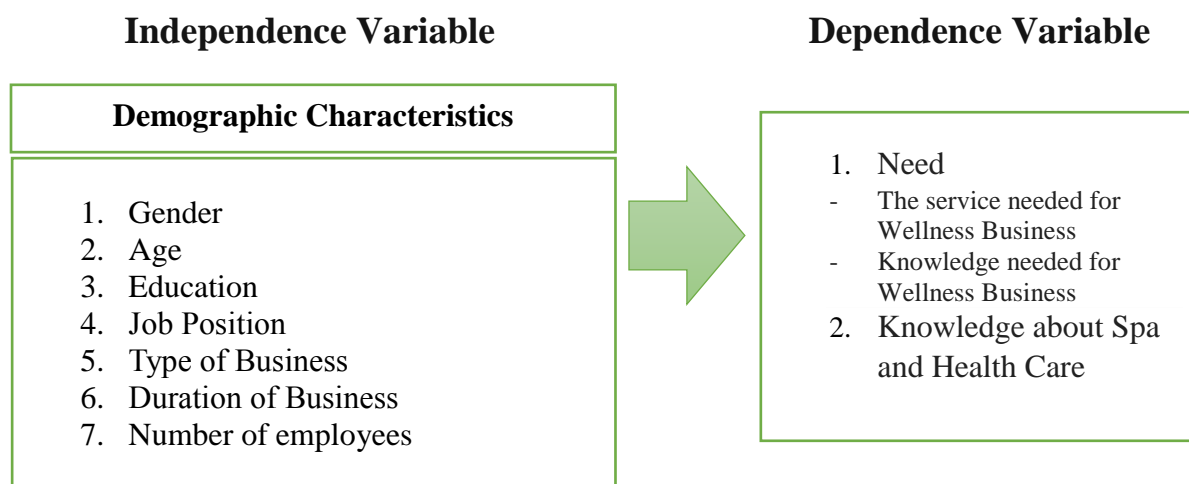 Independence Variable
Demographic Characteristics
1. Gender
2. Age
3. Education
4. Job Position
5. Type of Business
6. Duration of Business
7. Number of employees
Dependence Variable
1. Need
- The service needed for
Wellness Business
- Knowledge needed for
Wellness Business
2. Knowledge about Spa
and Health Care